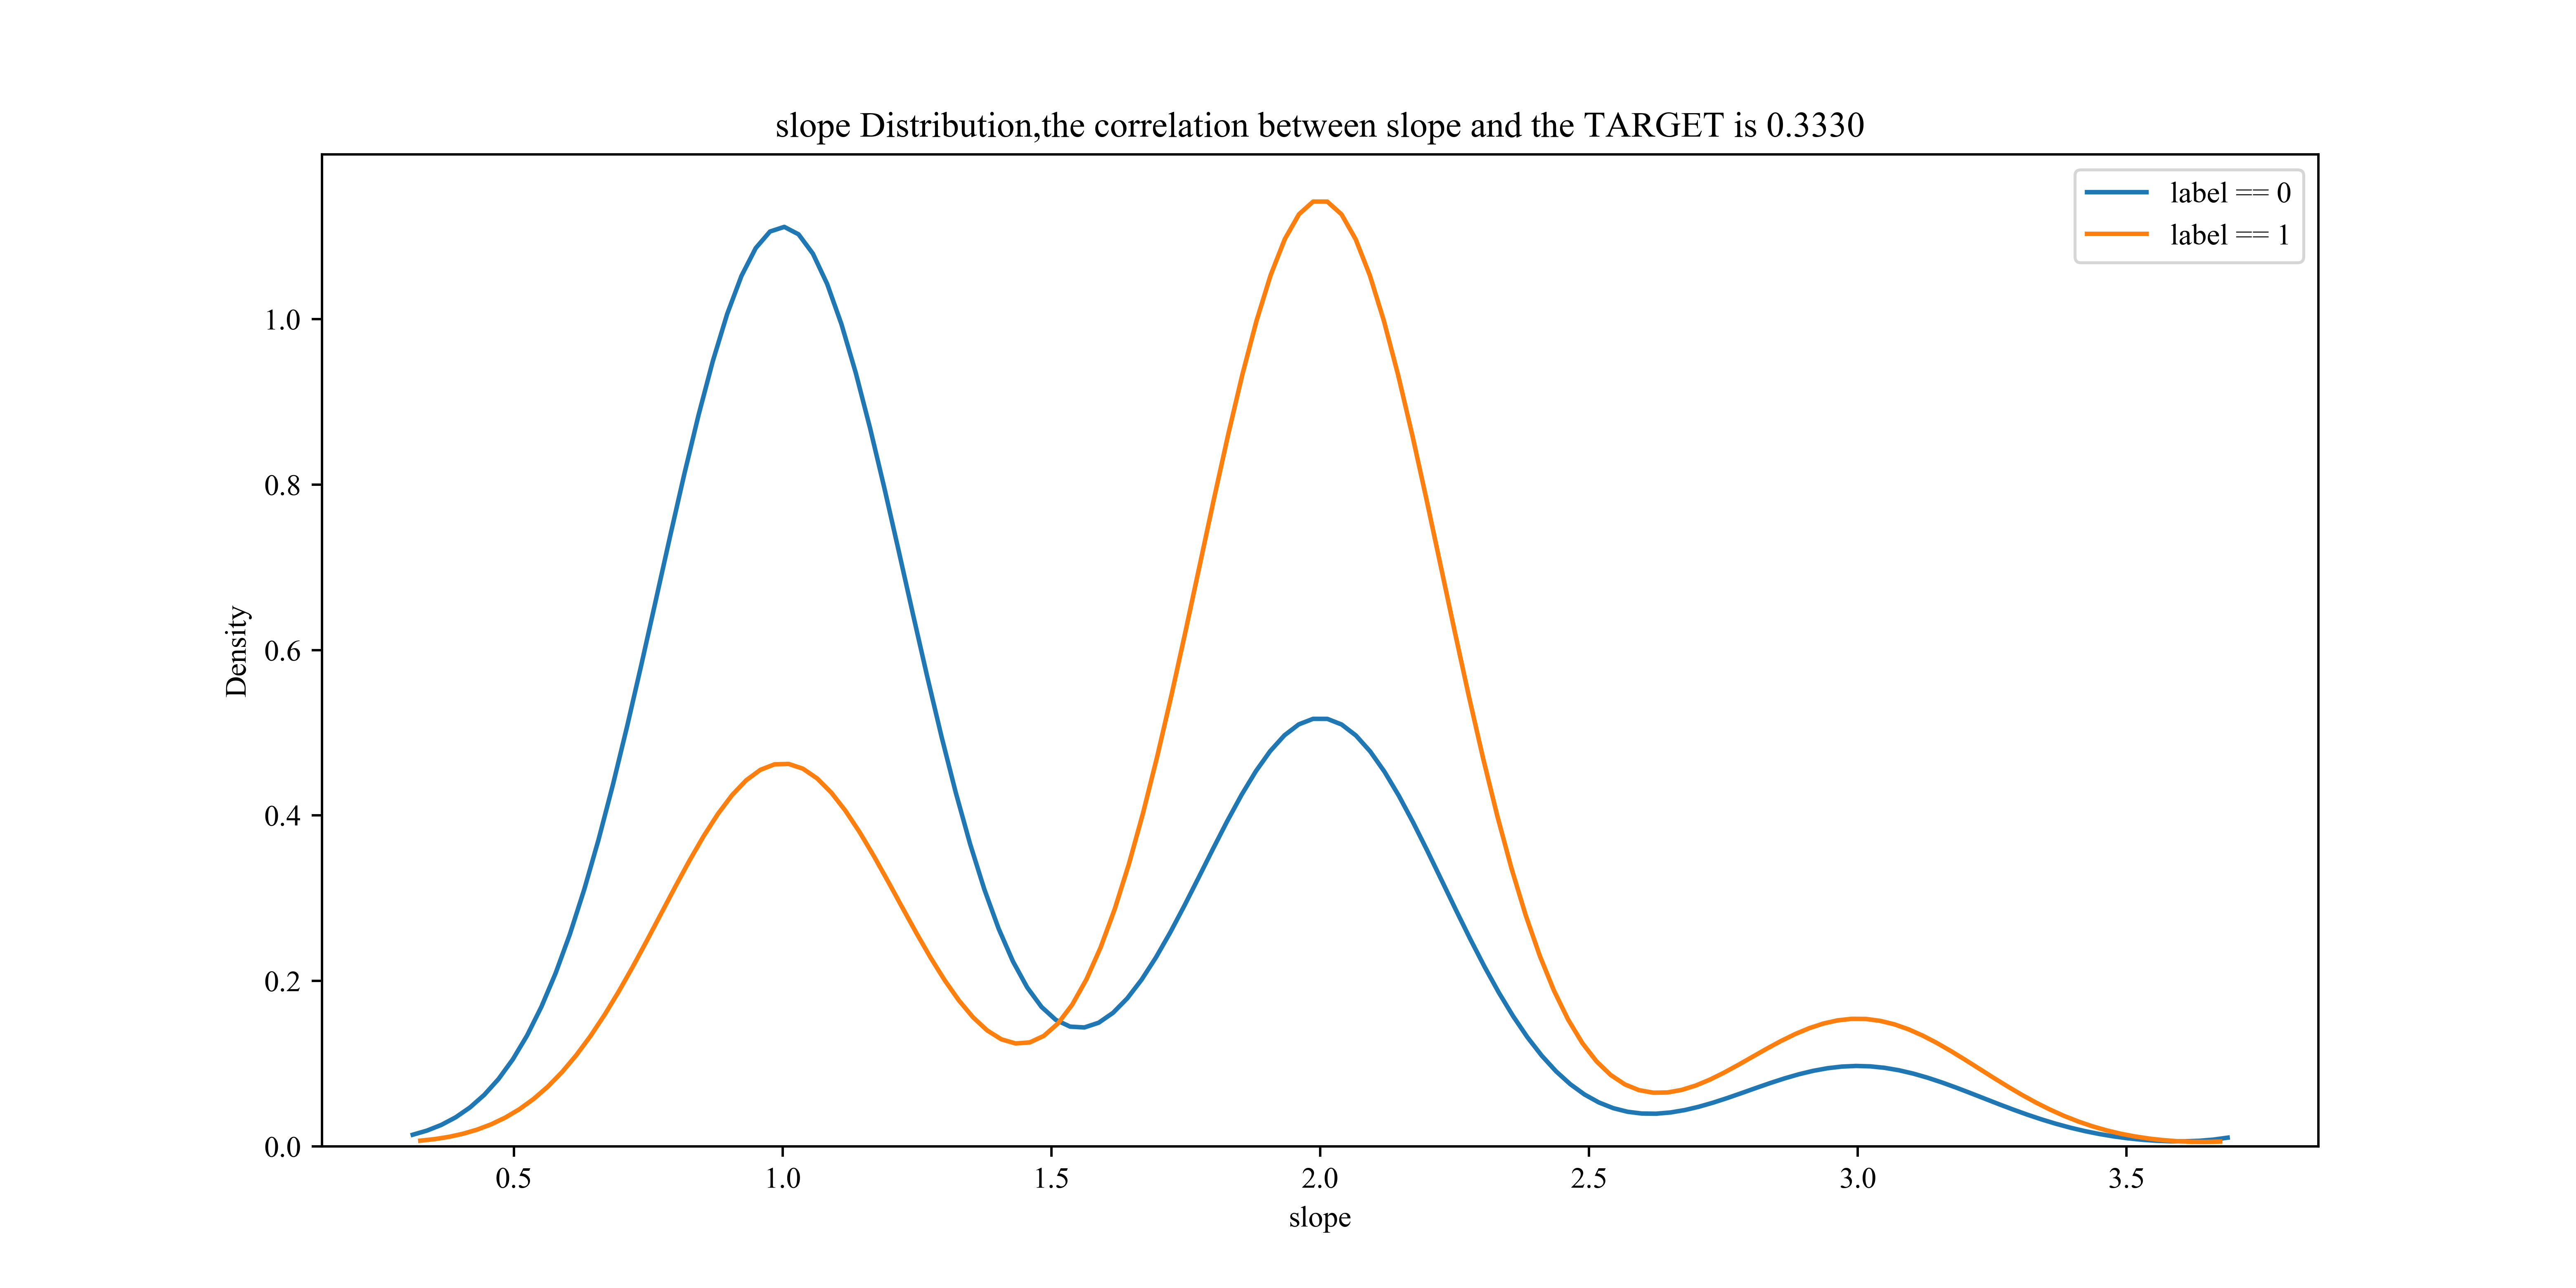 slope Distribution,the correlation between slope and the TARGET is 0.3330
label == 0
label == 1
1.0
0.8
0.6
0.4
0.2
0.0
Density
0.5 1.0 1.5 2.0 2.5 3.0 3.5
slope